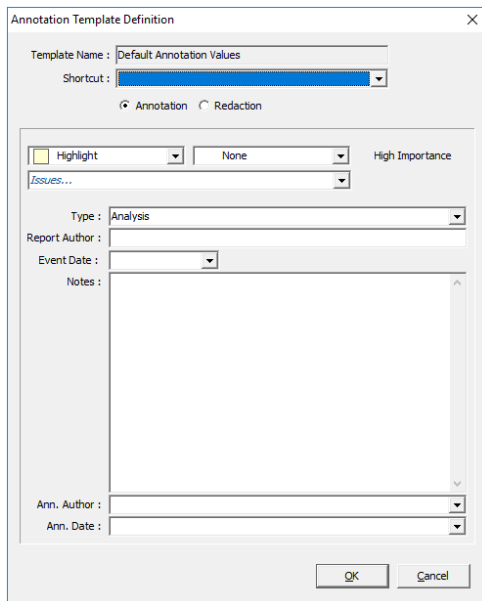 Annotation Template Definition
Template Name : Default Annotation Values
Shortcut :
Annotation Redaction
Highlight None High Importance
Issues...
Type : Analysis
Report Author :
Event Date :
Notes :
Ann. Author :
Ann. Date :
OK Cancel